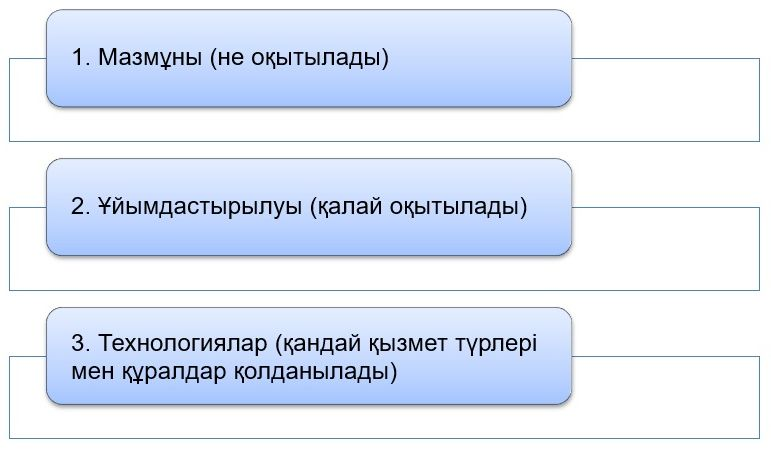 1. Мазмұны (не оқытылады)
2. Ұйымдастырылуы (қалай оқытылады)
3. Технологиялар (қандай қызмет түрлері
мен құралдар қолданылады)